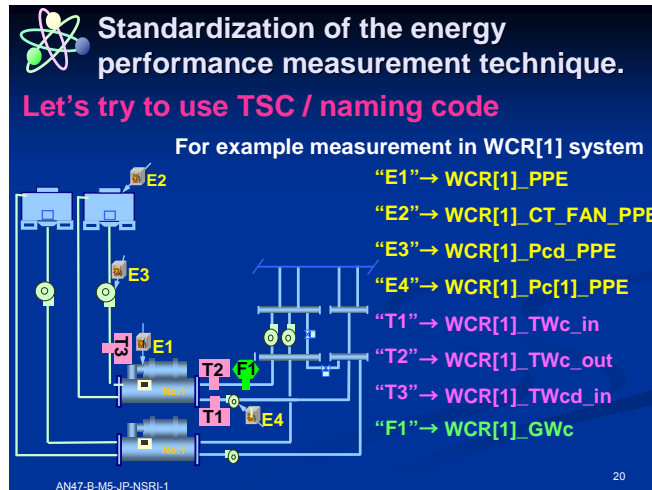 Standardization of the energy
performance measurement technique.
Let's try to use TSC / naming code
For example measurement in WCR[1] system
“E1”→ WCR[1]_PPE
“E2”→ WCR[1]_CT_FAN_PPE
“E3”→ WCR[1]_Pcd_PPE
“E4”→ WCR[1]_Pc[1]_PPE
“T1”→ WCR[1]_TWc_in
“T2”→ WCR[1]_TWc_out
“T3”→ WCR[1]_TWcd_in
“F1”→ WCR[1]_GWc
E2
E3
T3
E1
T2
F1
No.1
T1
E4
AN47-B-M5-JP-NSRI-1
20